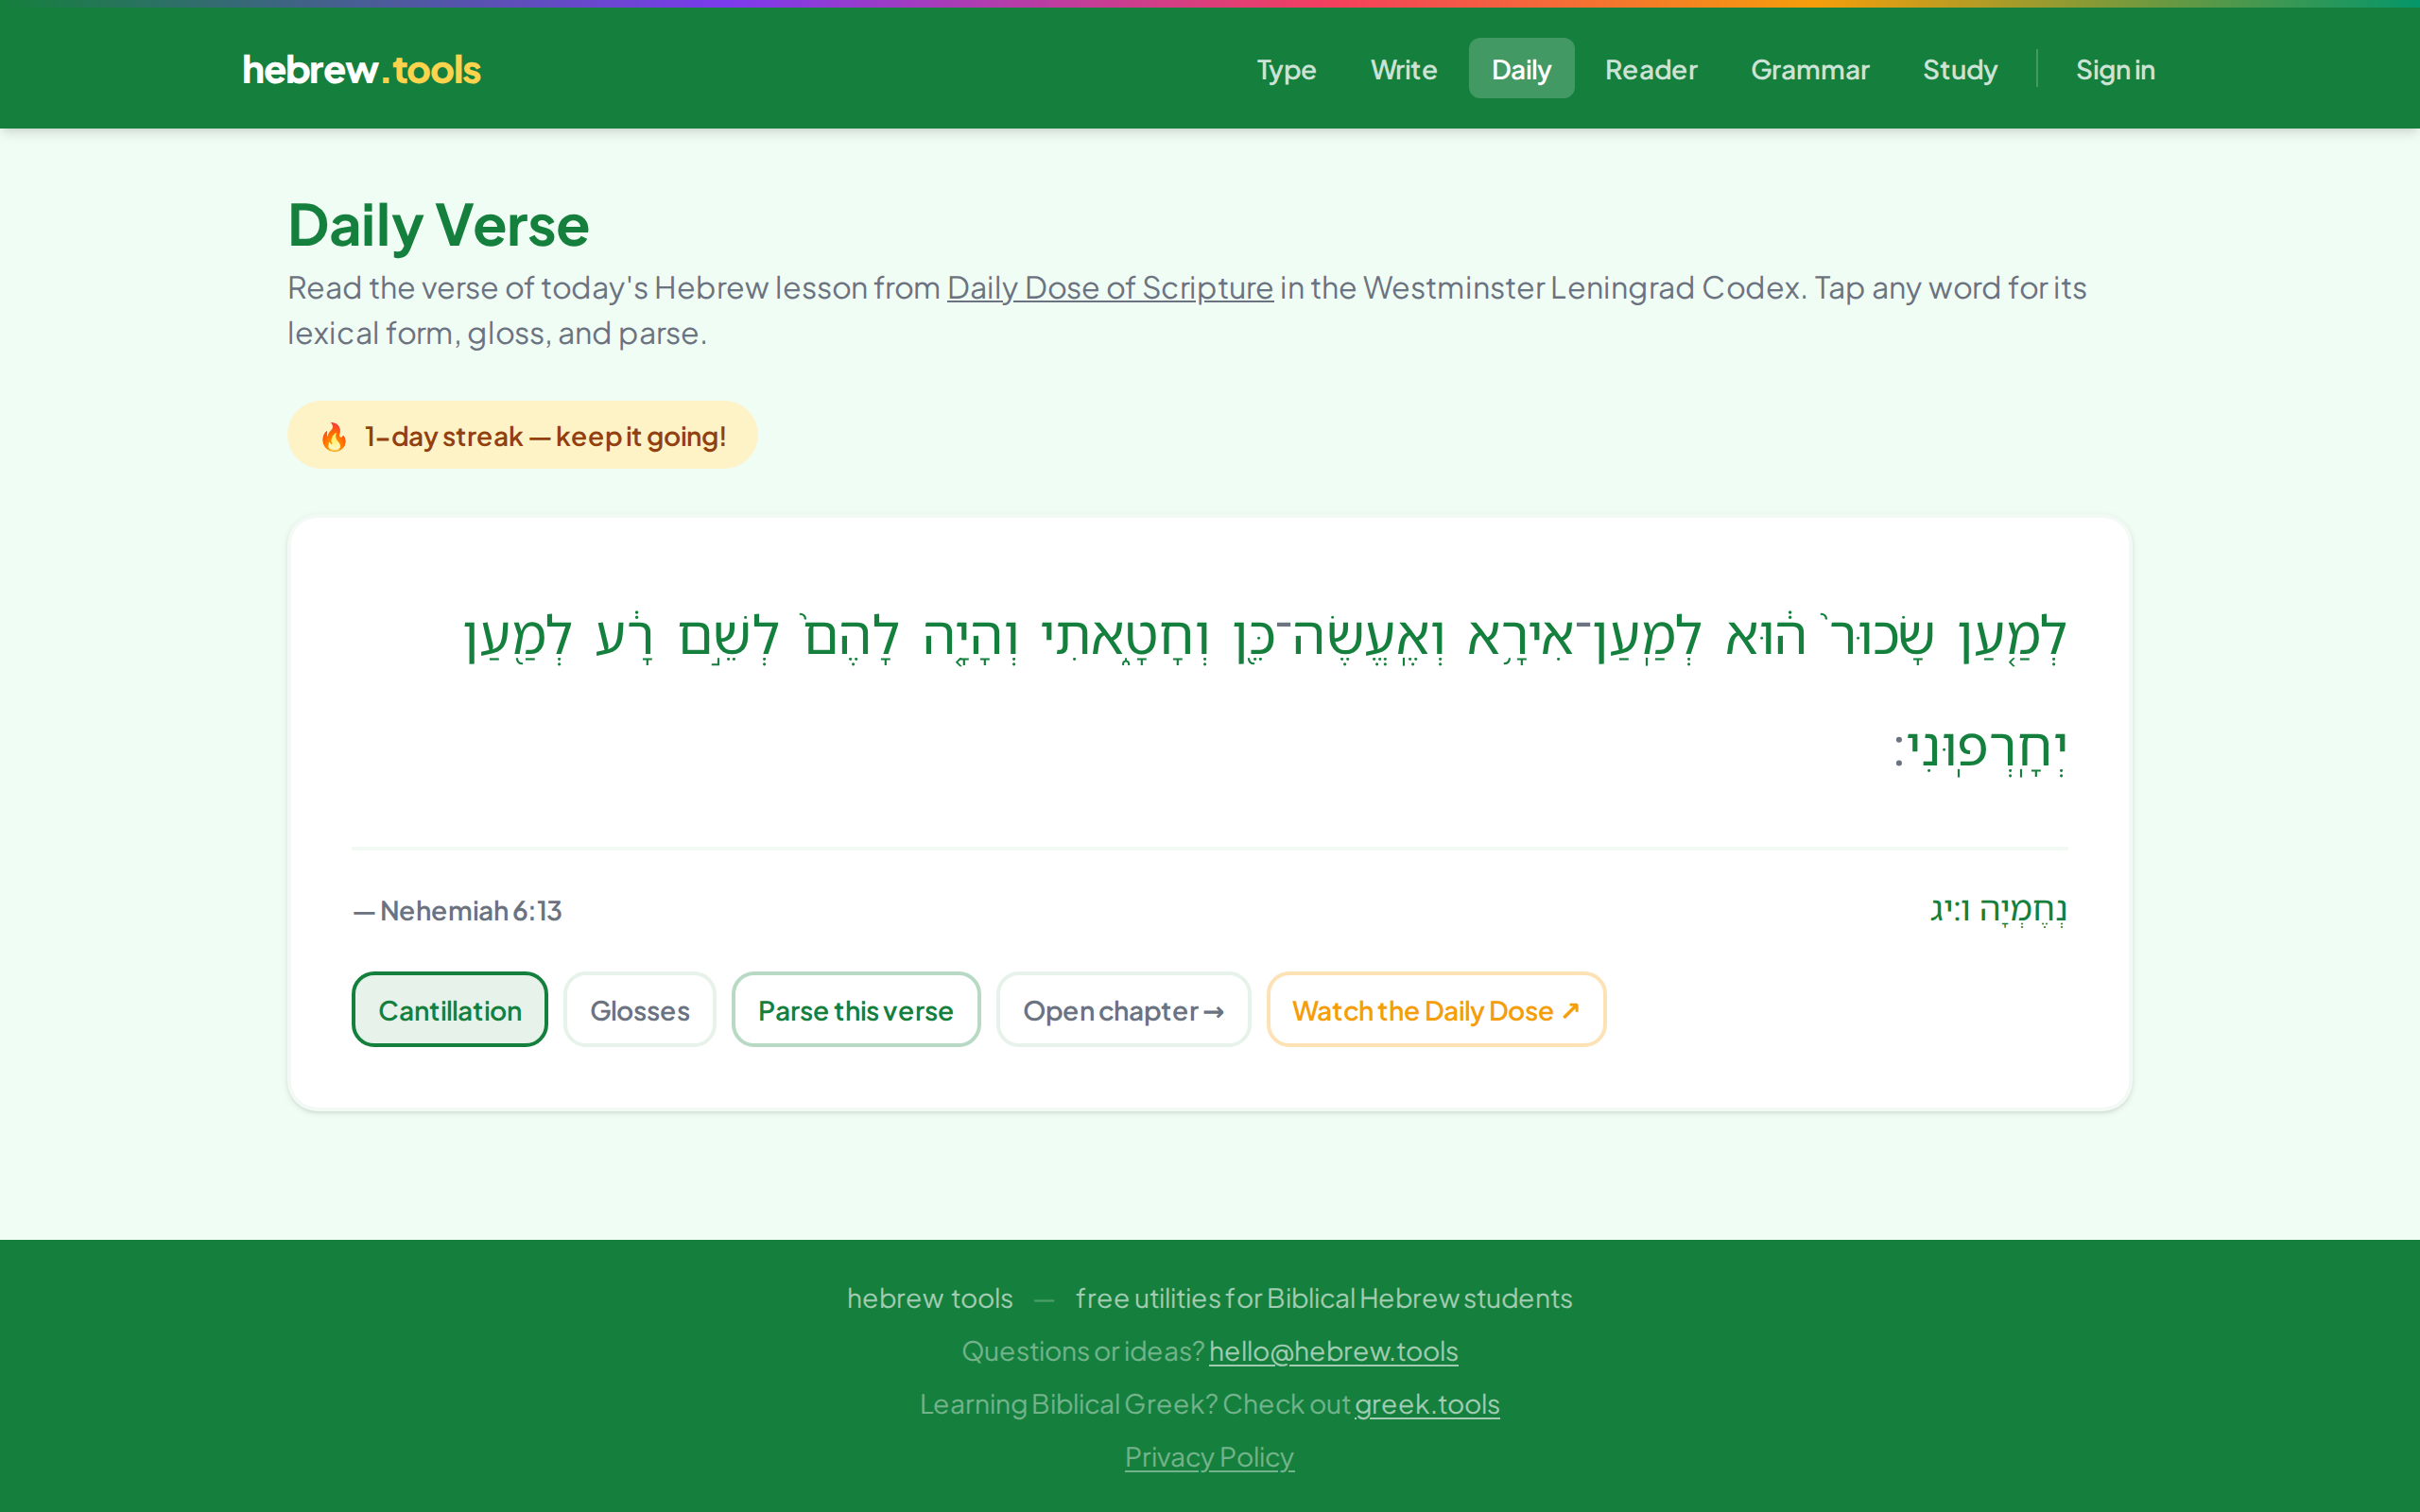 hebrew.tools
Type Write Daily Reader Grammar Study Sign in
Daily Verse
Read the verse of today's Hebrew lesson from Daily Dose of Scripture in the Westminster Leningrad Codex. Tap any word for its
lexical form, gloss, and parse.
🔥 1-day streak — keep it going!
לְמַ֤עַן שָׂכוּר֙ ה֔וּא לְמַֽעַן־אִירָ֥א וְאֶֽעֱשֶׂה־כֵּ֖ן וְחָטָ֑אתִי וְהָיָ֤ה לָהֶם֙ לְשֵׁ֣ם רָ֔ע לְמַ֖עַן
יְחָֽרְפֽוּנִי׃
— Nehemiah 6:13
נְחֶמְיָה ו׃יג
Cantillation Glosses Parse this verse Open chapter → Watch the Daily Dose ↗
hebrew tools — free utilities for Biblical Hebrew students
Questions or ideas? hello@hebrew.tools
Learning Biblical Greek? Check out greek.tools
Privacy Policy